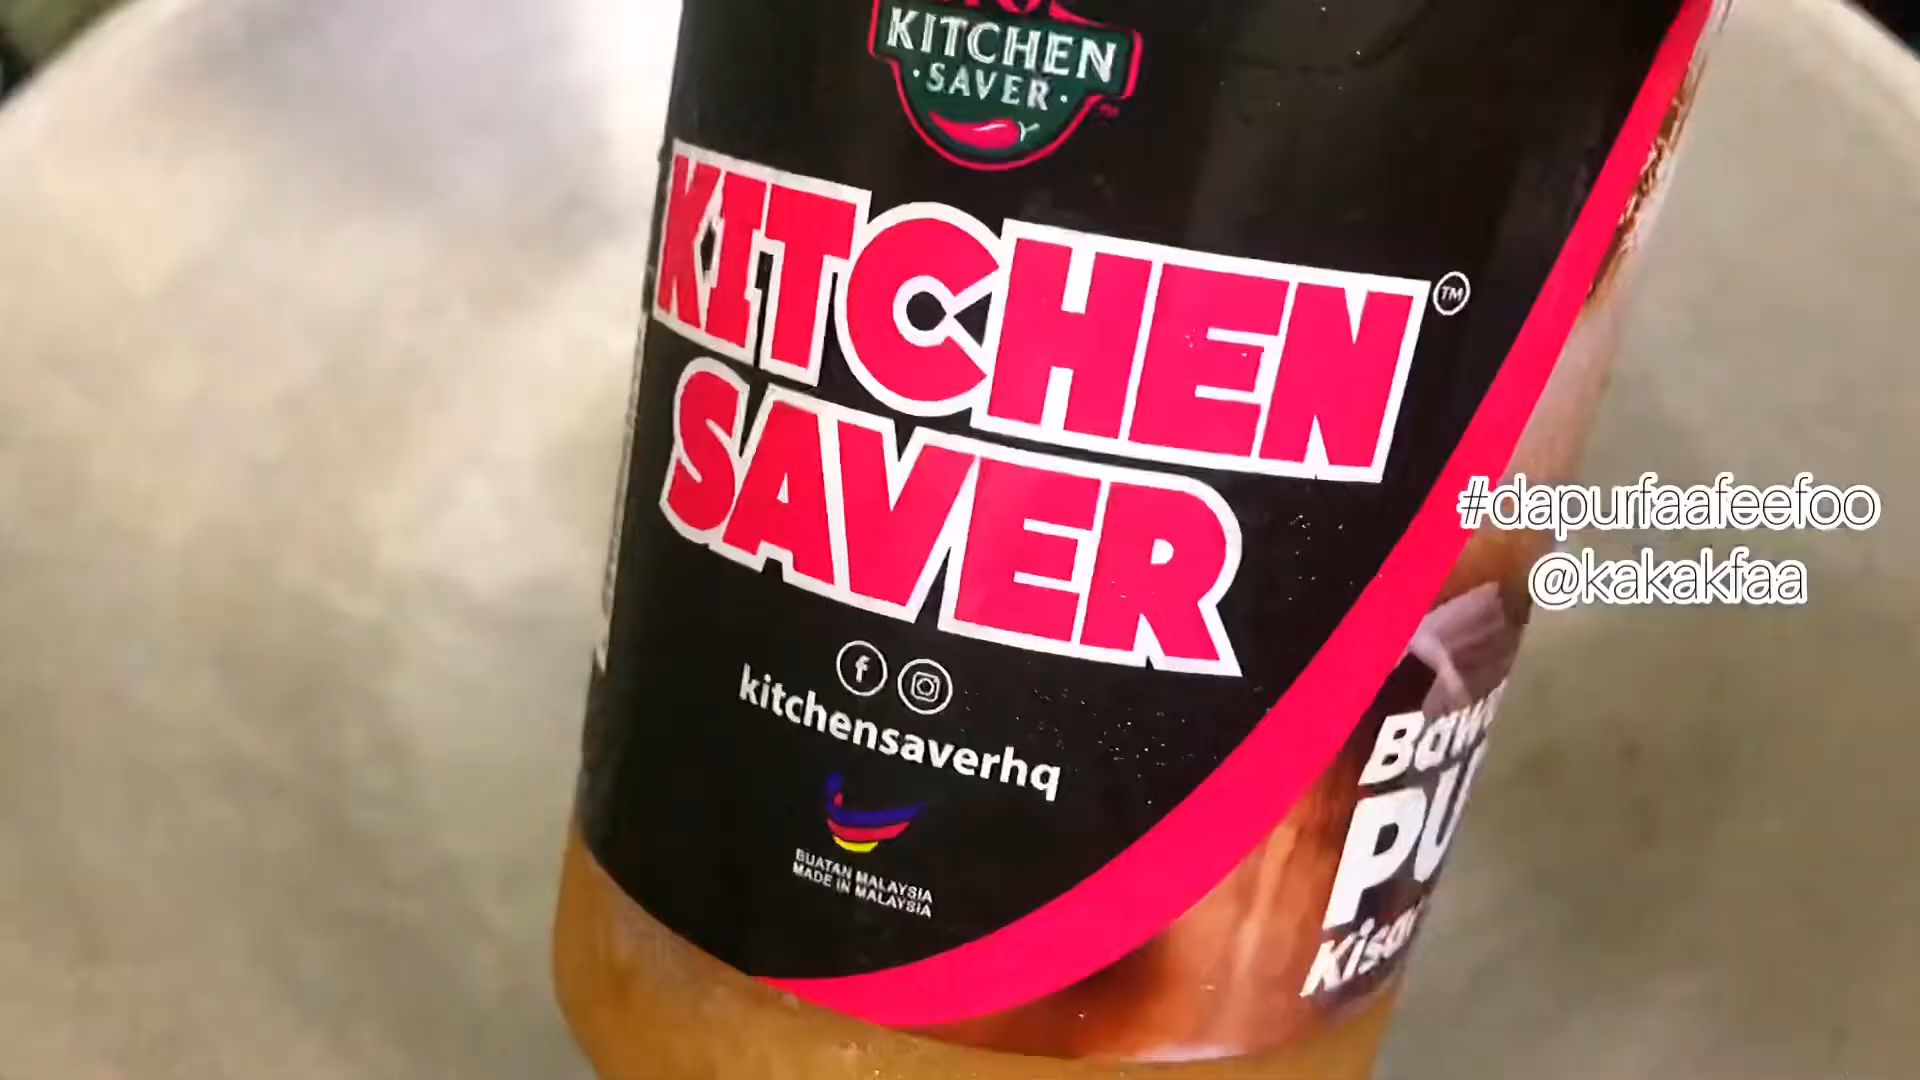 KITCHEN
·SAVER·
KITCHEN
SAVER
TM
kitchensaverhq
BUATAN MALAYSIA
MADE IN MALAYSIA
#dapurfaafeefoo
@kakakfaa